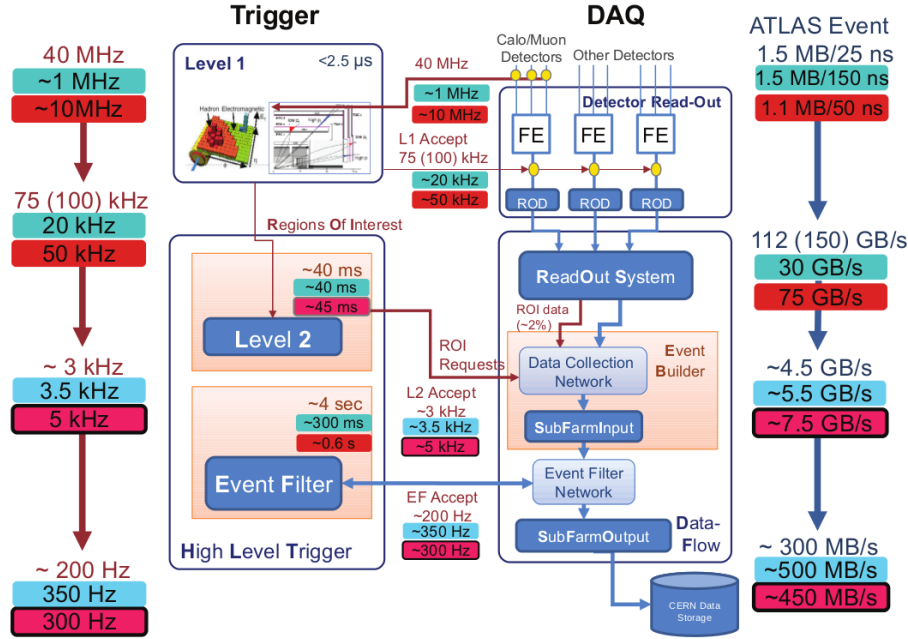 Trigger
DAQ
ATLAS Event
40 MHz
~1 MHz
~10MHz
75 (100) kHz
20 kHz
50 kHz
~ 3 kHz
3.5 kHz
5 kHz
~ 200 Hz
350 Hz
300 Hz
Level 1
<2.5 µs
Hadron Electromagnetic
Regions Of Interest
~40 ms
~40 ms
~45 ms
Level 2
~4 sec
~300 ms
~0.6 s
Event Filter
High Level Trigger
40 MHz
~1 MHz
~10 MHz
L1 Accept
75 (100) kHz
~20 kHz
~50 kHz
ROI
Requests
L2 Accept
~3 kHz
~3.5 kHz
~5 kHz
EF Accept
~200 Hz
~350 Hz
~300 Hz
Calo/Muon
Detectors
Other Detectors
Detector Read-Out
FE
FE
FE
ROD
ROD
ROD
ReadOut System
ROI data
(~2%)
Data Collection
Network
Event
Builder
SubFarmInput
Event Filter
Network
SubFarmOutput
Data-
Flow
CERN Data
Storage
1.5 MB/25 ns
1.5 MB/150 ns
1.1 MB/50 ns
112 (150) GB/s
30 GB/s
75 GB/s
~4.5 GB/s
~5.5 GB/s
~7.5 GB/s
~ 300 MB/s
~500 MB/s
~450 MB/s